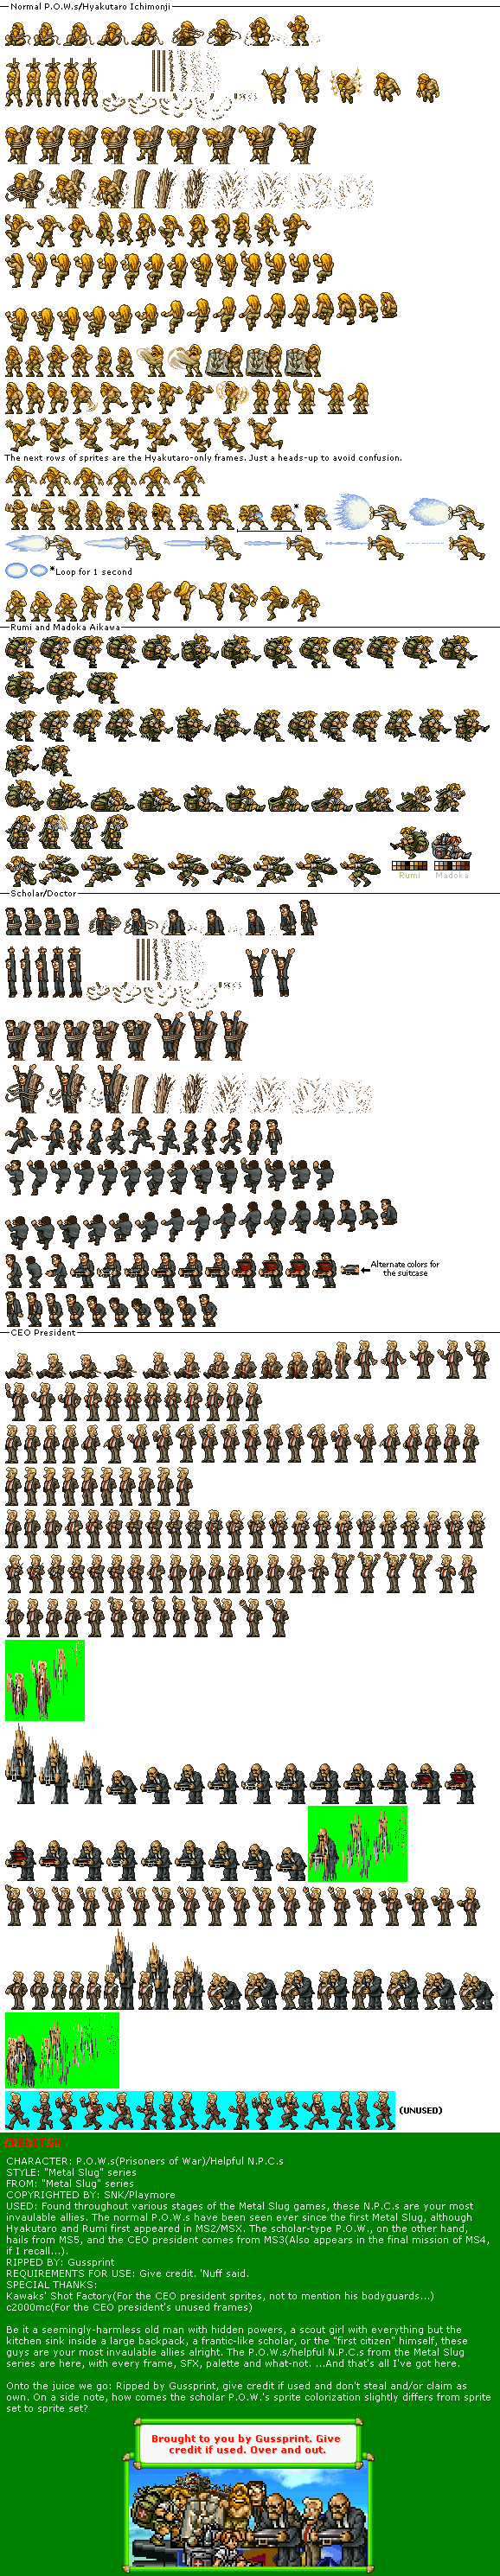 Normal P.O.W.s/Hyakutaro Ichimonji
The next rows of sprites are the Hyakutaro-only frames. Just a heads-up to avoid confusion.
*
*Loop for 1 second
Rumi and Madoka Aikawa
Rumi Madoka
Scholar/Doctor
Alternate colors for
the suitcase
CEO President
(UNUSED)
CREDITS!
CHARACTER: P.O.W.s(Prisoners of War)/Helpful N.P.C.s
STYLE: "Metal Slug" series
FROM: "Metal Slug" series
COPYRIGHTED BY: SNK/Playmore
USED: Found throughout various stages of the Metal Slug games, these N.P.C.s are your most
invaulable allies. The normal P.O.W.s have been seen ever since the first Metal Slug, although
Hyakutaro and Rumi first appeared in MS2/MSX. The scholar-type P.O.W., on the other hand,
hails from MS5, and the CEO president comes from MS3(Also appears in the final mission of MS4,
if I recall...).
RIPPED BY: Gussprint
REQUIREMENTS FOR USE: Give credit. 'Nuff said.
SPECIAL THANKS:
Kawaks' Shot Factory(For the CEO president sprites, not to mention his bodyguards...)
c2000mc(For the CEO president's unused frames)
Be it a seemingly-harmless old man with hidden powers, a scout girl with everything but the
kitchen sink inside a large backpack, a frantic-like scholar, or the "first citizen" himself, these
guys are your most invaulable allies alright. The P.O.W.s/helpful N.P.C.s from the Metal Slug
series are here, with every frame, SFX, palette and what-not. ...And that's all I've got here.
Onto the juice we go: Ripped by Gussprint, give credit if used and don't steal and/or claim as
own. On a side note, how comes the scholar P.O.W.'s sprite colorization slightly differs from sprite
set to sprite set?
Brought to you by Gussprint. Give
credit if used. Over and out.